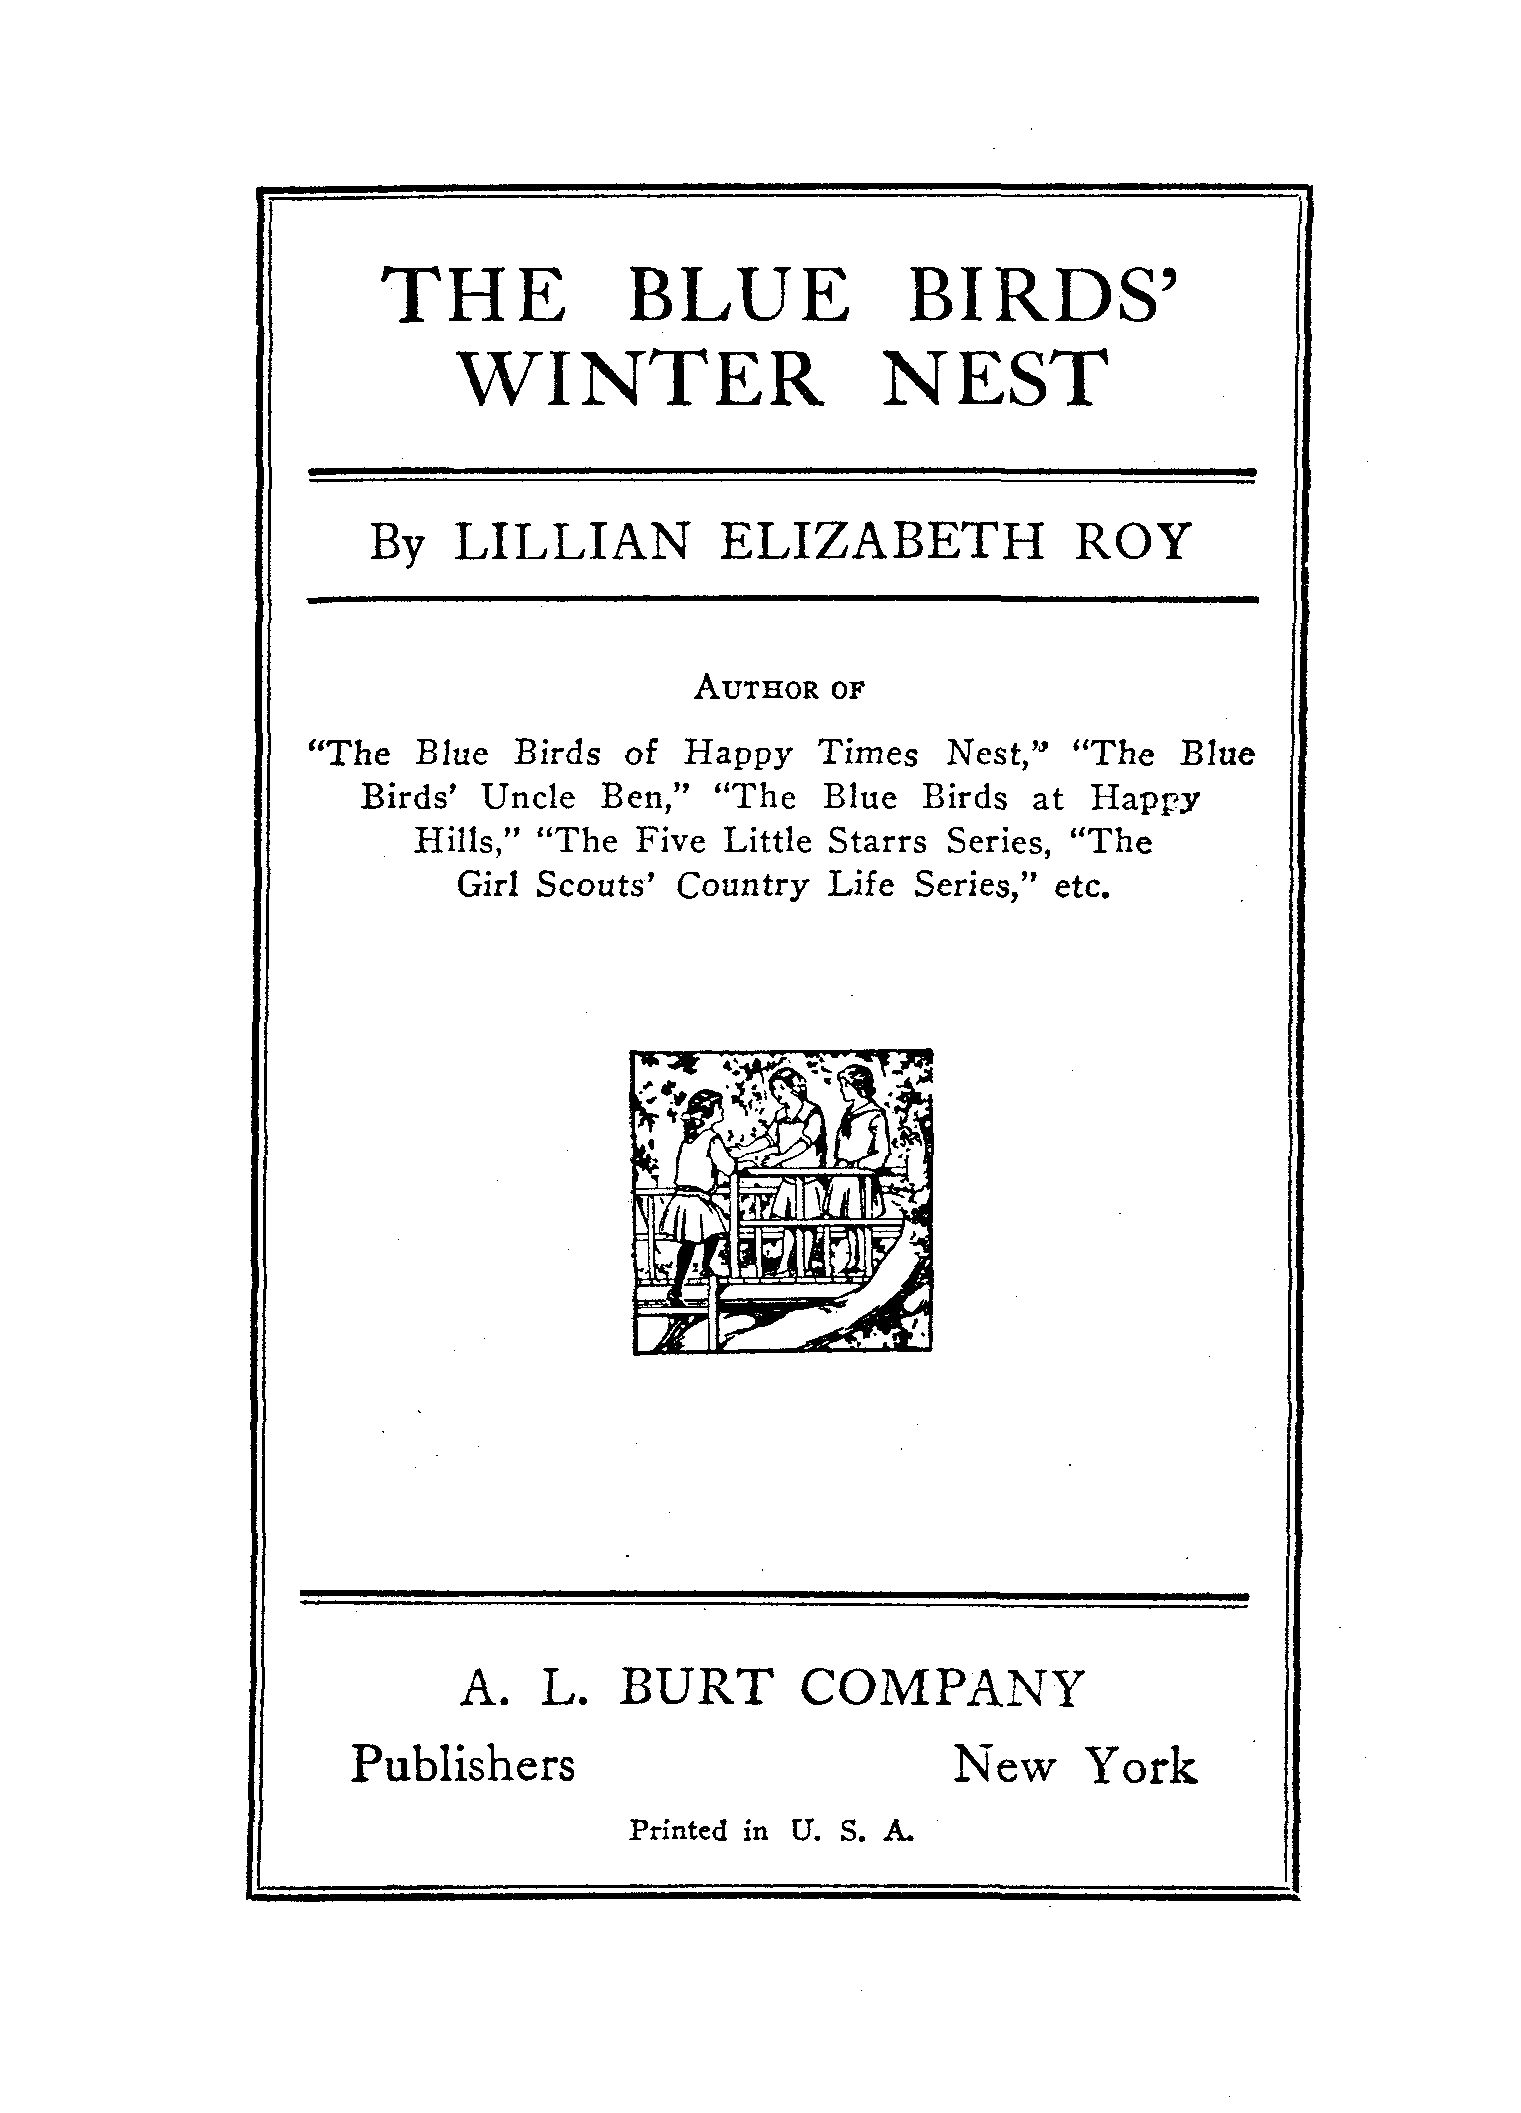 THE BLUE BIRDS’
WINTER NEST
By LILLIAN ELIZABETH ROY
AUTHOR OF
“The Blue Birds of Happy Times Nest,” “The Blue
Birds’ Uncle Ben,” “The Blue Birds at Happy
Hills,” “The Five Little Starrs Series, “The
Girl Scouts’ Country Life Series,” etc.
A. L. BURT COMPANY
Publishers New York
Printed in U. S. A.